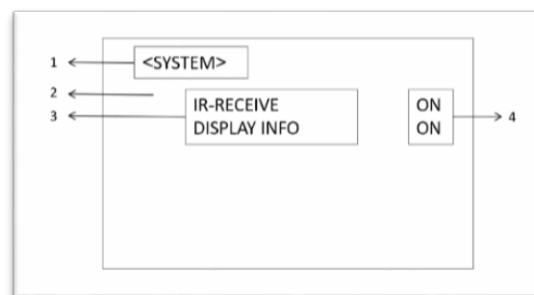 1 <SYSTEM>
2
3 IR-RECEIVE ON
DISPLAY INFO ON
4